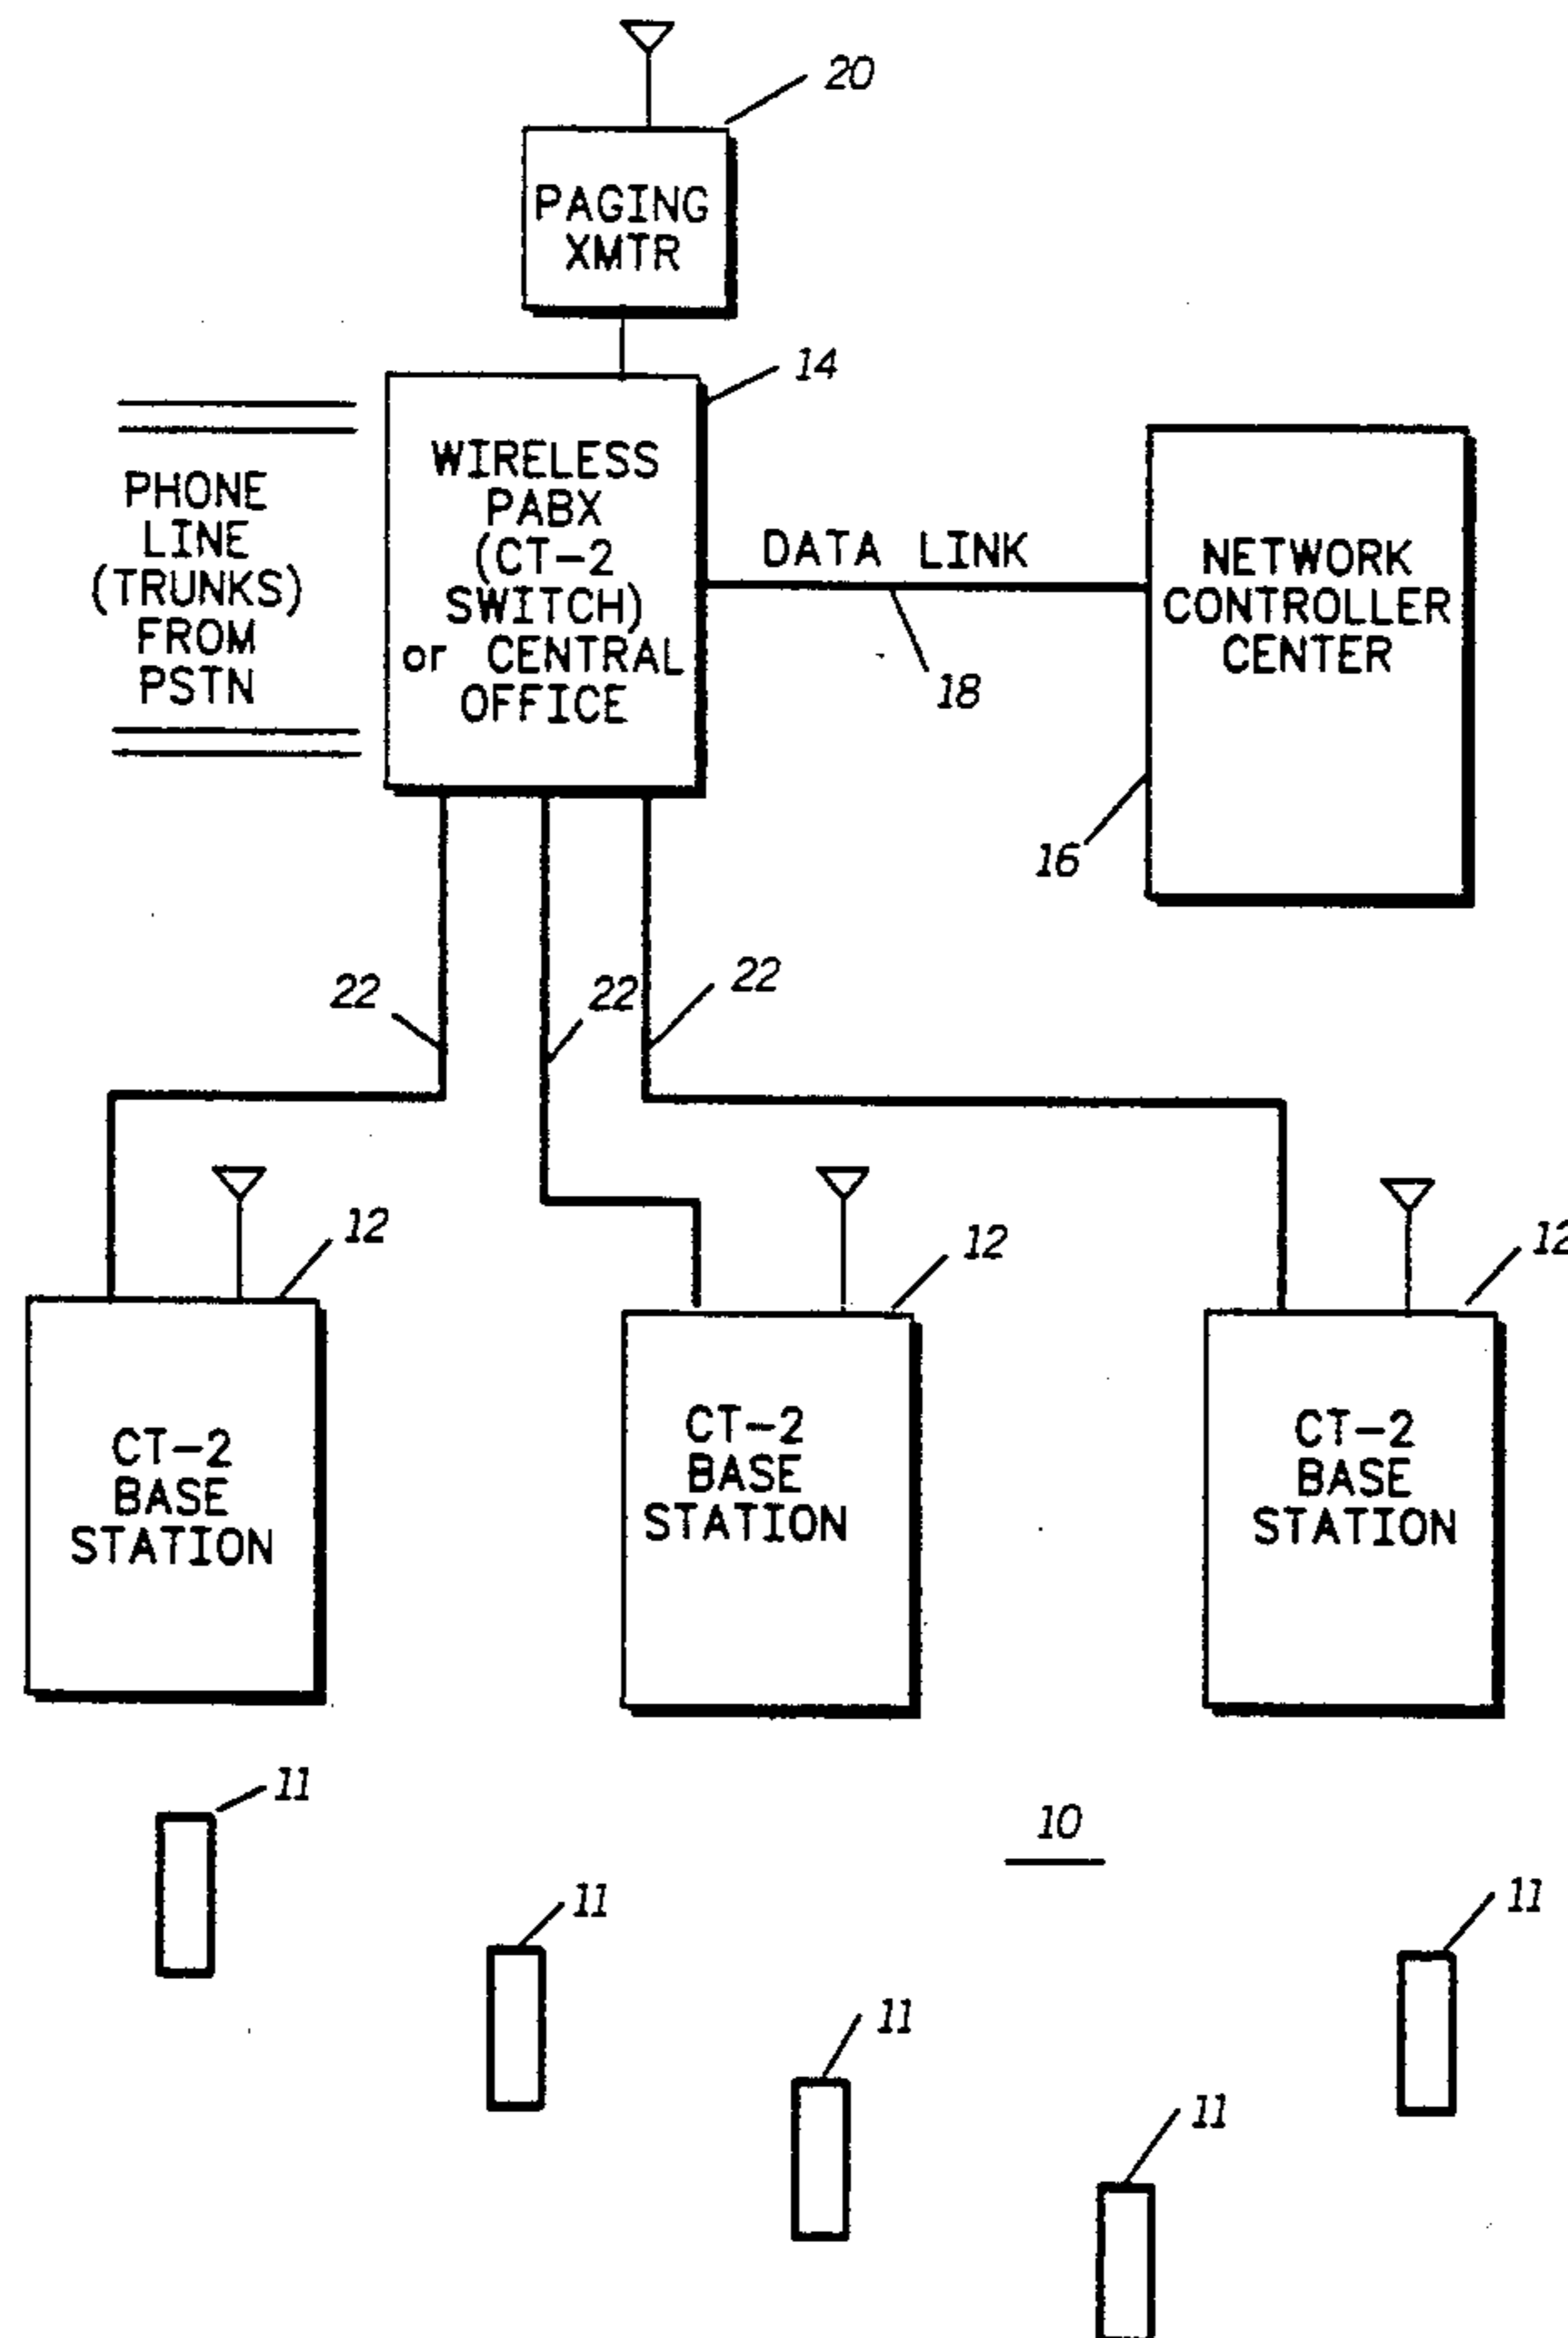 20
PAGING
XMTR
14
PHONE
LINE
(TRUNKS)
FROM
PSTN
WIRELESS
PABX
(CT-2
SWITCH)
or CENTRAL
OFFICE
DATA LINK
18
NETWORK
CONTROLLER
CENTER
16
22
22
22
12
12
12
CT-2
BASE
STATION
CT-2
BASE
STATION
CT-2
BASE
STATION
11
10
11
11
11
11